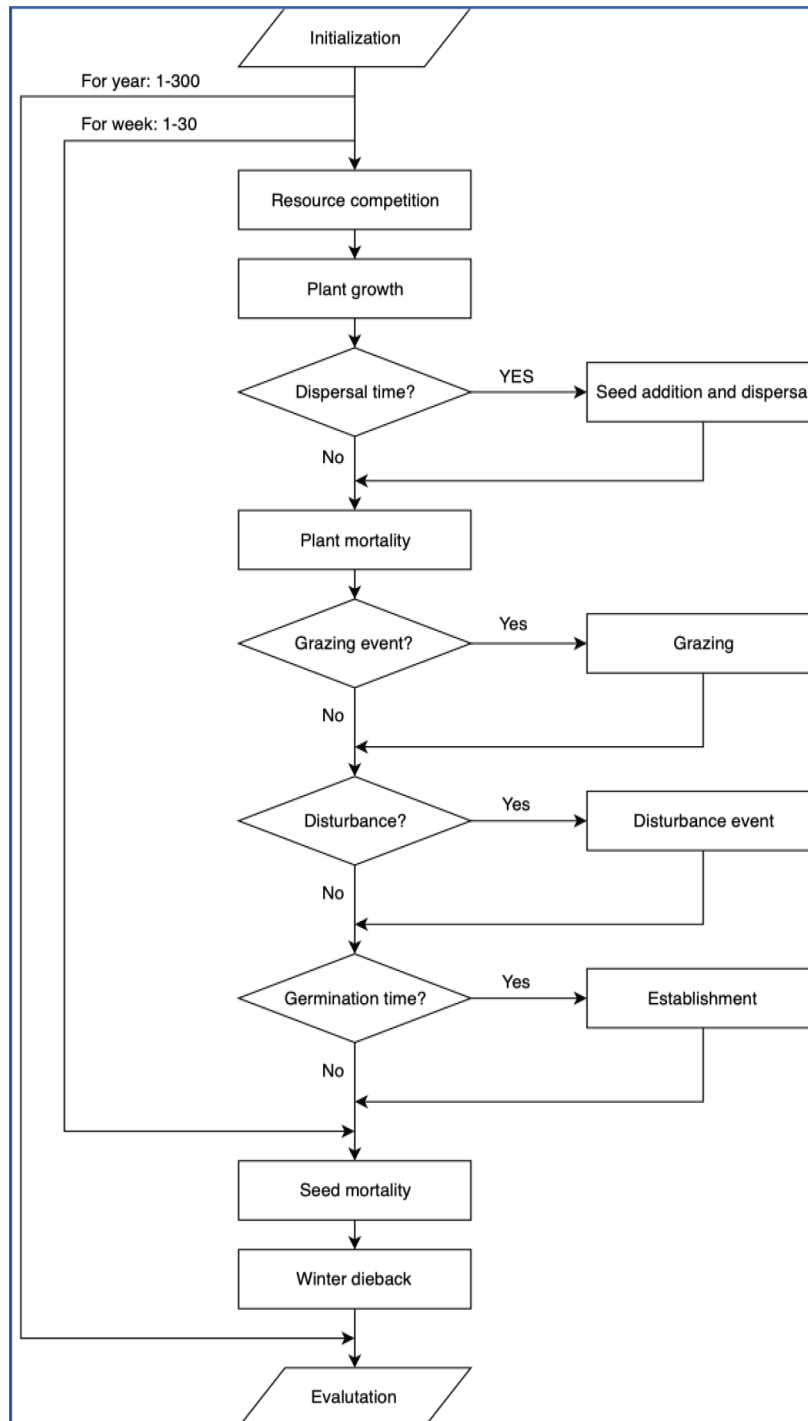 Initialization
For year: 1-300
For week: 1-30
Resource competition
Plant growth
Dispersal time?
YES
Seed addition and dispersa
No
Plant mortality
Grazing event?
Yes
Grazing
No
Disturbance?
Yes
Disturbance event
No
Germination time?
Yes
Establishment
No
Seed mortality
Winter dieback
Evalutation